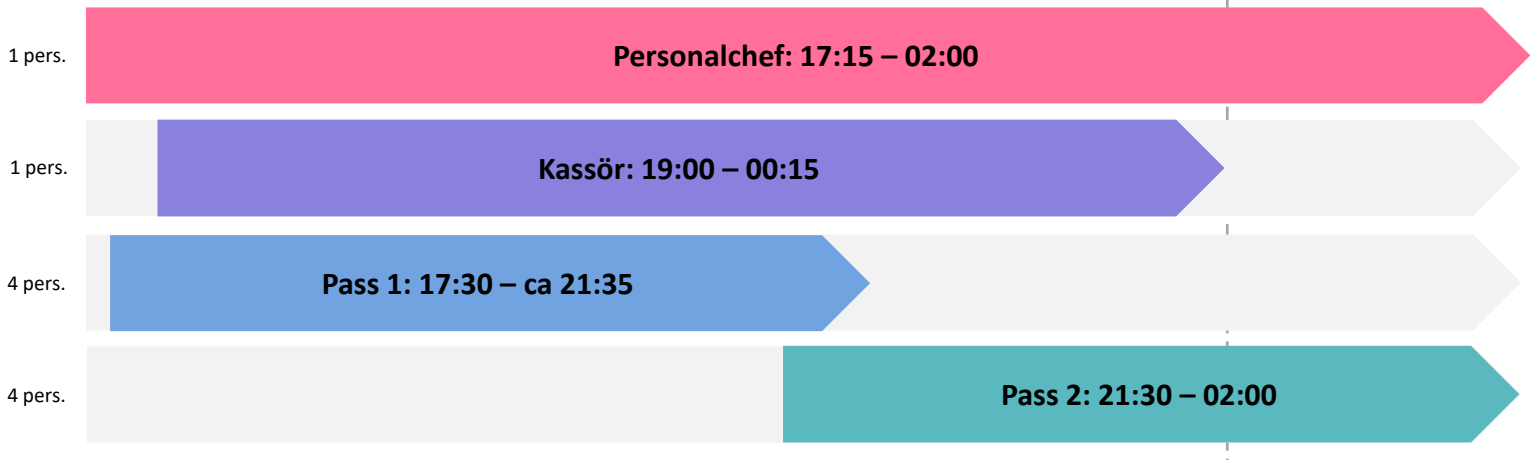 1 pers.
Personalchef: 17:15 – 02:00
1 pers.
Kassör: 19:00 – 00:15
4 pers.
Pass 1: 17:30 – ca 21:35
4 pers.
Pass 2: 21:30 – 02:00